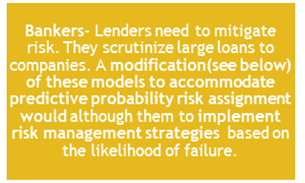 Bankers- Lenders need to mitigate
risk. They scrutinize large loans to
companies. A modification(see below)
of these models to accommodate
predictive probability risk assignment
would although them to implement
risk management strategies based on
the likelihood of failure.